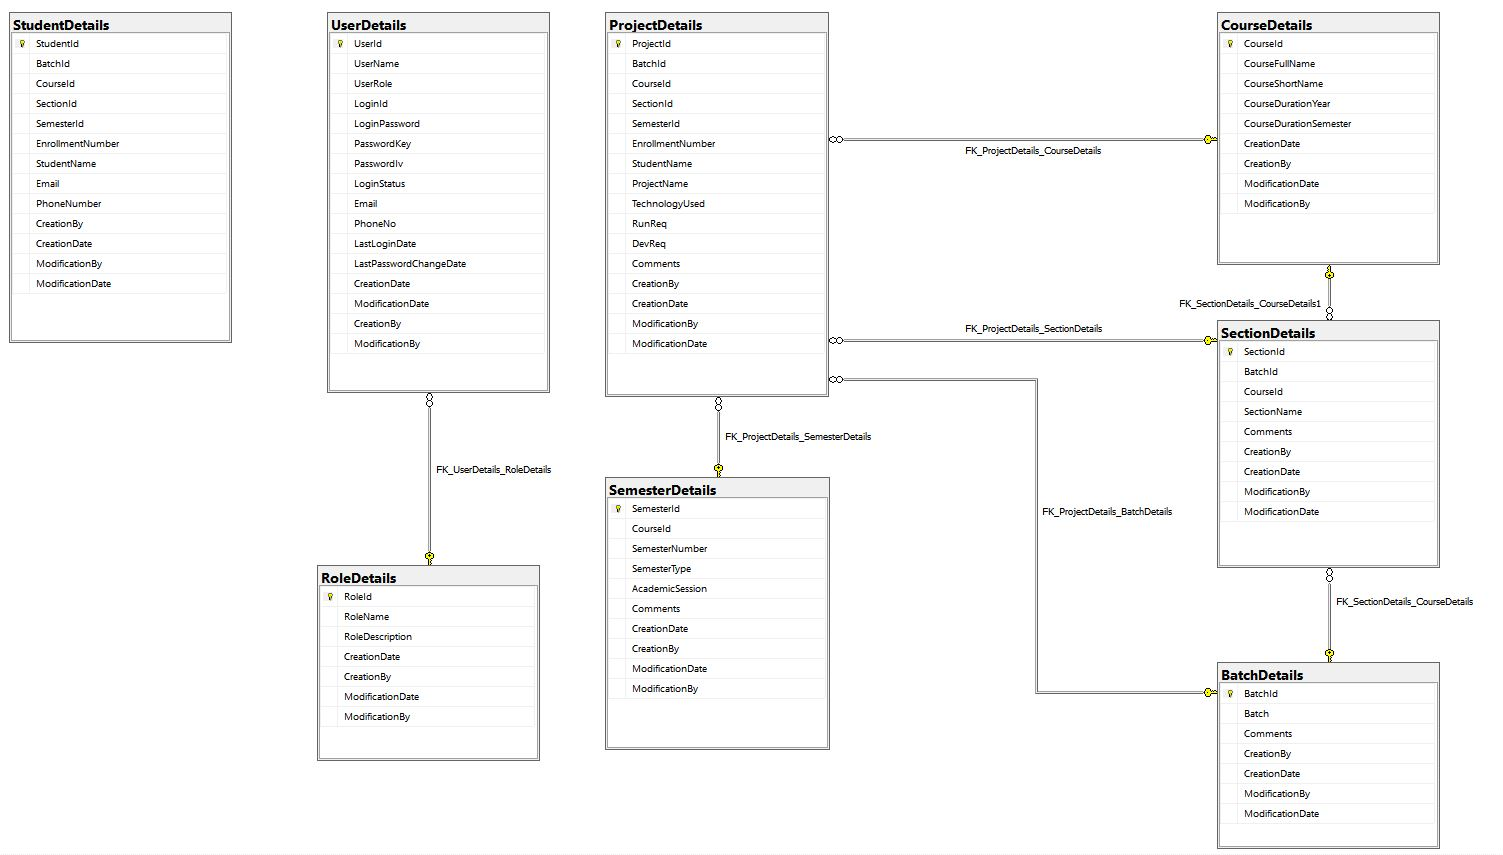 StudentDetails
StudentId
BatchId
CourseId
SectionId
SemesterId
EnrollmentNumber
StudentName
Email
PhoneNumber
CreationBy
CreationDate
ModificationBy
ModificationDate
UserDetails
UserId
UserName
UserRole
LoginId
LoginPassword
PasswordKey
PasswordIv
LoginStatus
Email
PhoneNo
LastLoginDate
LastPasswordChangeDate
CreationDate
ModificationDate
CreationBy
ModificationBy
FK_UserDetails_RoleDetails
RoleDetails
RoleId
RoleName
RoleDescription
CreationDate
CreationBy
ModificationDate
ModificationBy
ProjectDetails
ProjectId
BatchId
CourseId
SectionId
SemesterId
EnrollmentNumber
StudentName
ProjectName
TechnologyUsed
RunReq
DevReq
Comments
CreationBy
CreationDate
ModificationBy
ModificationDate
FK_ProjectDetails_SemesterDetails
SemesterDetails
SemesterId
CourseId
SemesterNumber
SemesterType
AcademicSession
Comments
CreationDate
CreationBy
ModificationDate
ModificationBy
FK_ProjectDetails_CourseDetails
FK_ProjectDetails_SectionDetails
FK_ProjectDetails_BatchDetails
CourseDetails
CourseId
CourseFullName
CourseShortName
CourseDurationYear
CourseDurationSemester
CreationDate
CreationBy
ModificationDate
ModificationBy
FK_SectionDetails_CourseDetails1
SectionDetails
SectionId
BatchId
CourseId
SectionName
Comments
CreationBy
CreationDate
ModificationBy
ModificationDate
FK_SectionDetails_CourseDetails
BatchDetails
BatchId
Batch
Comments
CreationBy
CreationDate
ModificationBy
ModificationDate